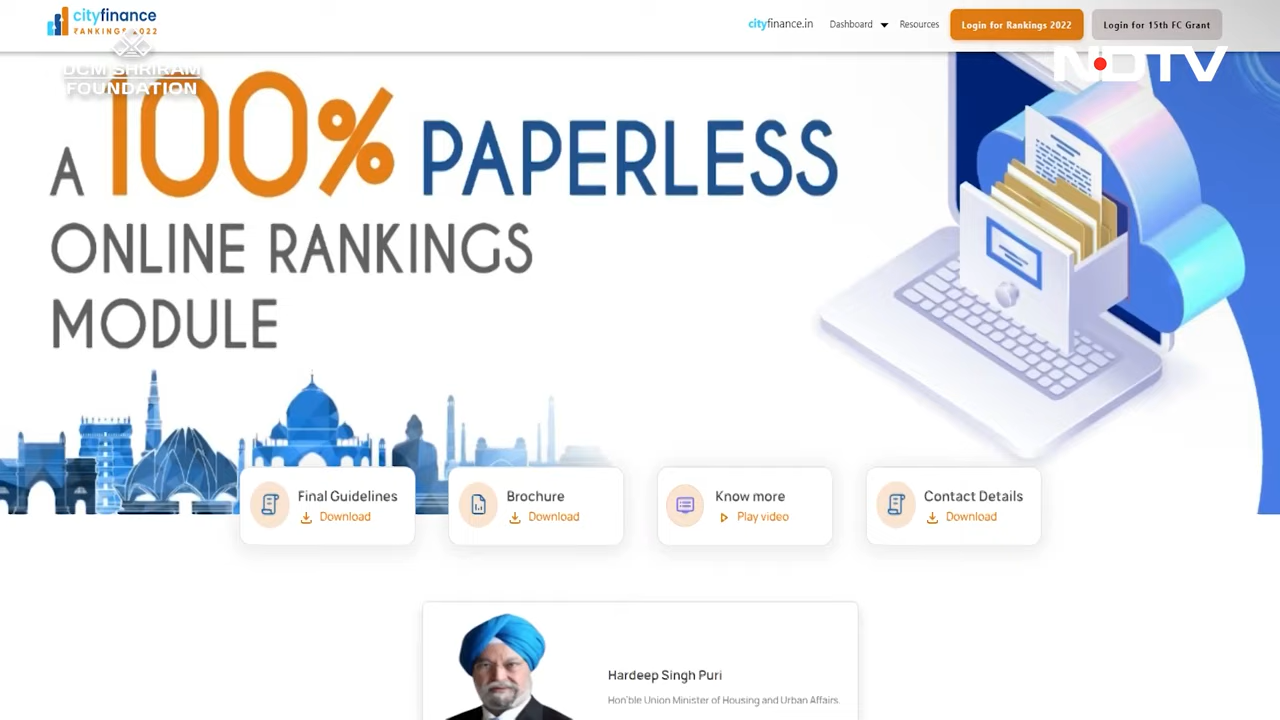 cityfinance
RANKINGS 2022
cityfinance.in
Dashboard
Resources
Login for Rankings 2022
Login for 15th FC Grant
DCM SHRIRAM
FOUNDATION
NDTV
A 100% PAPERLESS
ONLINE RANKINGS
MODULE
Final Guidelines
Download
Brochure
Download
Know more
Play video
Contact Details
Download
Hardeep Singh Puri
Hon'ble Union Minister of Housing and Urban Affairs.